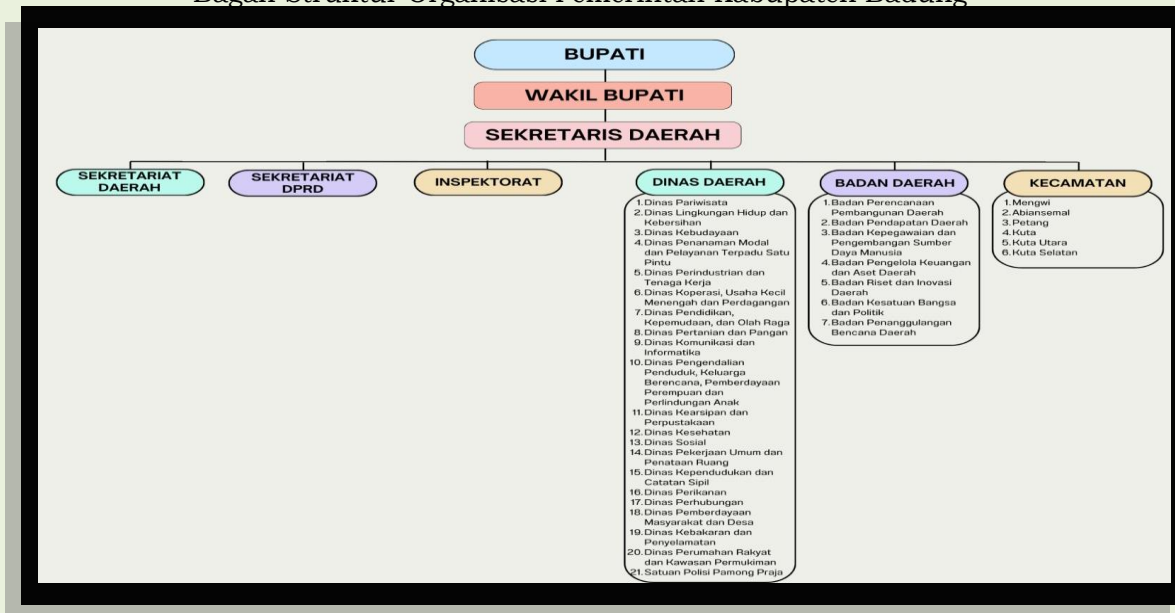 Bagan Struktur Organisasi Pemerintah Kabupaten Badung
BUPATI
WAKIL BUPATI
SEKRETARIS DAERAH
SEKRETARIAT
DAERAH
SEKRETARIAT
DPRD
INSPEKTORAT
DINAS DAERAH
1. Dinas Pariwisata
2. Dinas Lingkungan Hidup dan
Kebersihan
3. Dinas Kebudayaan
4. Dinas Penanaman Modal
dan Pelayanan Terpadu Satu
Pintu
5. Dinas Perindustrian dan
Tenaga Kerja
6. Dinas Koperasi, Usaha Kecil
Menengah dan Perdagangan
7. Dinas Pendidikan,
Kepemudaan, dan Olah Raga
8. Dinas Pertanian dan Pangan
9. Dinas Komunikasi dan
Informatika
10. Dinas Pengendalian
Penduduk, Keluarga
Berencana, Pemberdayaan
Perempuan dan
Perlindungan Anak
11. Dinas Kearsipan dan
Perpustakaan
12. Dinas Kesehatan
13. Dinas Sosial
14. Dinas Pekerjaan Umum dan
Penataan Ruang
15. Dinas Kependudukan dan
Catatan Sipil
16. Dinas Perikanan
17. Dinas Perhubungan
18. Dinas Pemberdayaan
Masyarakat dan Desa
19. Dinas Kebakaran dan
Penyelamatan
20. Dinas Perumahan Rakyat
dan Kawasan Permukiman
21. Satuan Polisi Pamong Praja
BADAN DAERAH
1. Badan Perencanaan
Pembangunan Daerah
2. Badan Pendapatan Daerah
3. Badan Kepegawaian dan
Pengembangan Sumber
Daya Manusia
4. Badan Pengelola Keuangan
dan Aset Daerah
5. Badan Riset dan Inovasi
Daerah
6. Badan Kesatuan Bangsa
dan Politik
7. Badan Penanggulangan
Bencana Daerah
KECAMATAN
1. Mengwi
2. Abiansemal
3. Petang
4. Kuta
5. Kuta Utara
6. Kuta Selatan